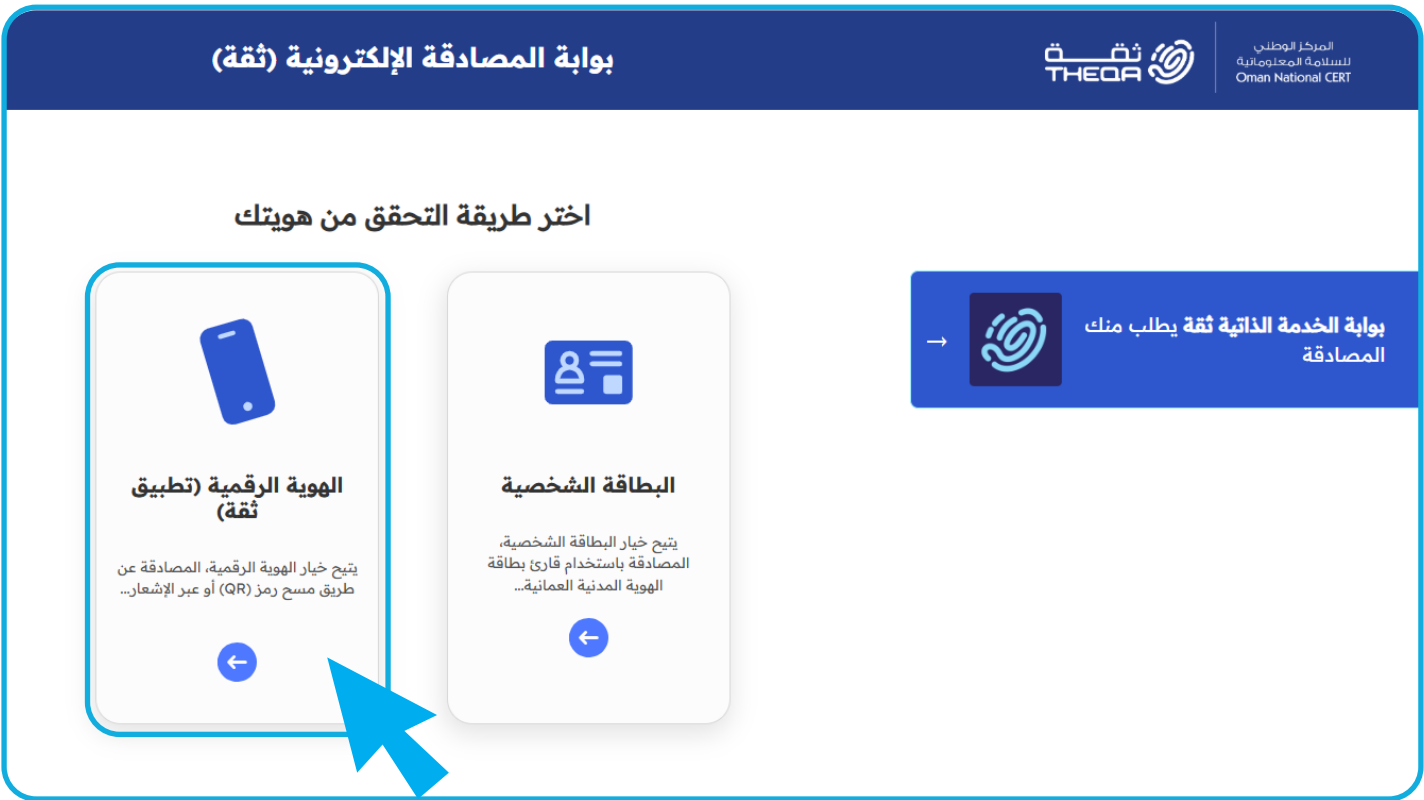 المركز الوطني
للسلامة المعلوماتية
Oman National CERT
ثقـــة
THEQA
بوابة المصادقة الإلكترونية (ثقة)
بوابة الخدمة الذاتية ثقة يطلب منك
المصادقة
→
اختر طريقة التحقق من هويتك
البطاقة الشخصية
يتيح خيار البطاقة الشخصية،
المصادقة باستخدام قارئ بطاقة
الهوية المدنية العمانية...
الهوية الرقمية (تطبيق
ثقة)
يتيح خيار الهوية الرقمية، المصادقة عن
طريق مسح رمز (QR) أو عبر الإشعار...